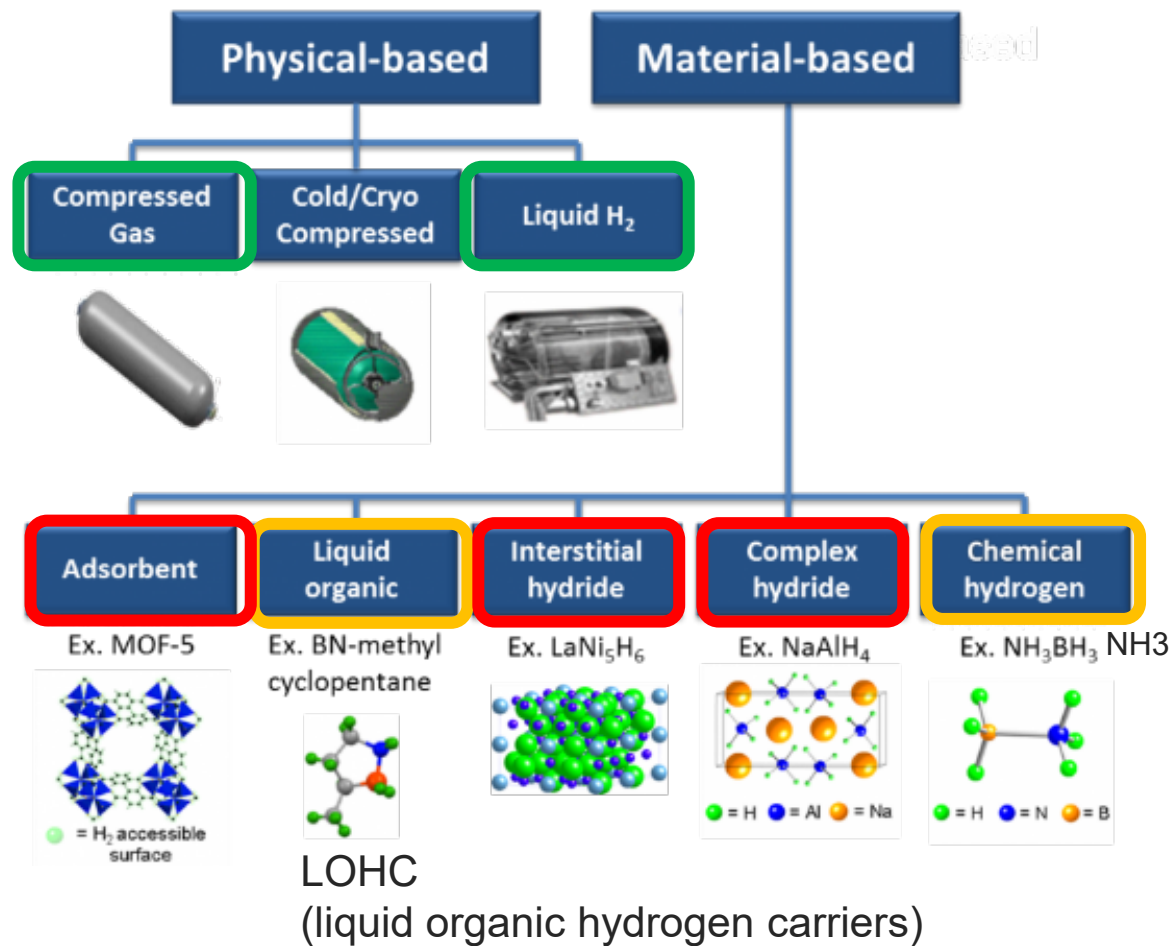 Physical-based
Material-based
Compressed
Gas
Cold/Cryo
Compressed
Liquid H₂
Adsorbent
Liquid
organic
Interstitial
hydride
Complex
hydride
Chemical
hydrogen
Ex. MOF-5
Ex. BN-methyl
cyclopentane
Ex. LaNi₅H₆
Ex. NaAlH₄
Ex. NH₃BH₃ NH3
= H₂ accessible
surface
= H = Al = Na
= H = N = B
LOHC
(liquid organic hydrogen carriers)